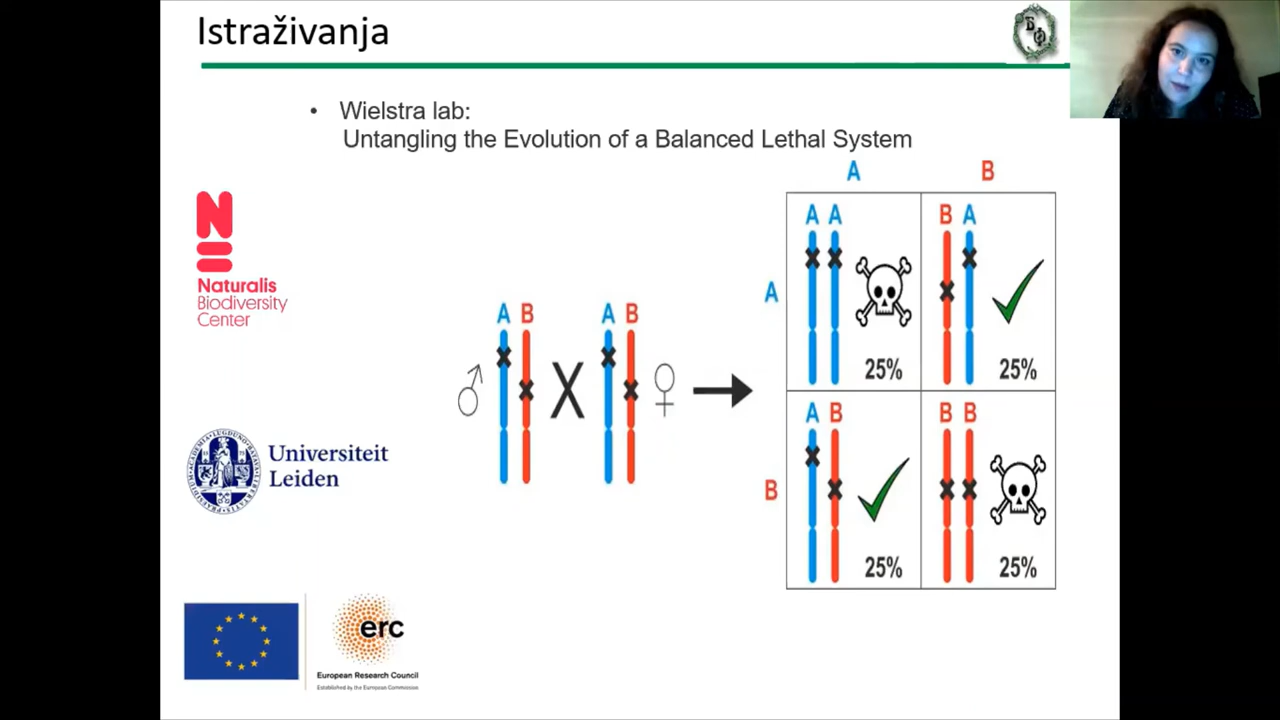 Istraživanja
БФ
• Wielstra lab:
Untangling the Evolution of a Balanced Lethal System
A B
N
Naturalis
Biodiversity
Center
A A B A
A
25% 25%
A B A B
♂ X ♀
A B B B
B
25% 25%
Universiteit
Leiden
erc
European Research Council
Established by the European Commission